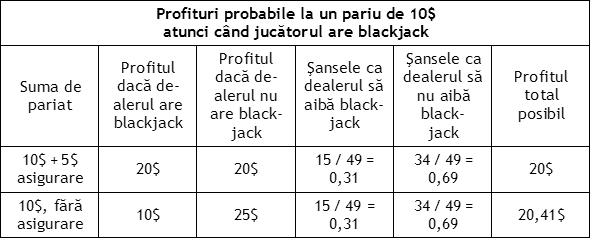 Profituri probabile la un pariu de 10$
atunci când jucătorul are blackjack
Suma de
pariat
Profitul
dacă de-
alerul are
blackjack
Profitul
dacă de-
alerul nu
are black-
jack
Şansele ca
dealerul să
aibă black-
jack
Şansele ca
dealerul să
nu aibă
black-
jack
Profitul
total
posibil
10$ + 5$
asigurare
20$
20$
15 / 49 =
0,31
34 / 49 =
0,69
20$
10$, fără
asigurare
10$
25$
15 / 49 =
0,31
34 / 49 =
0,69
20,41$